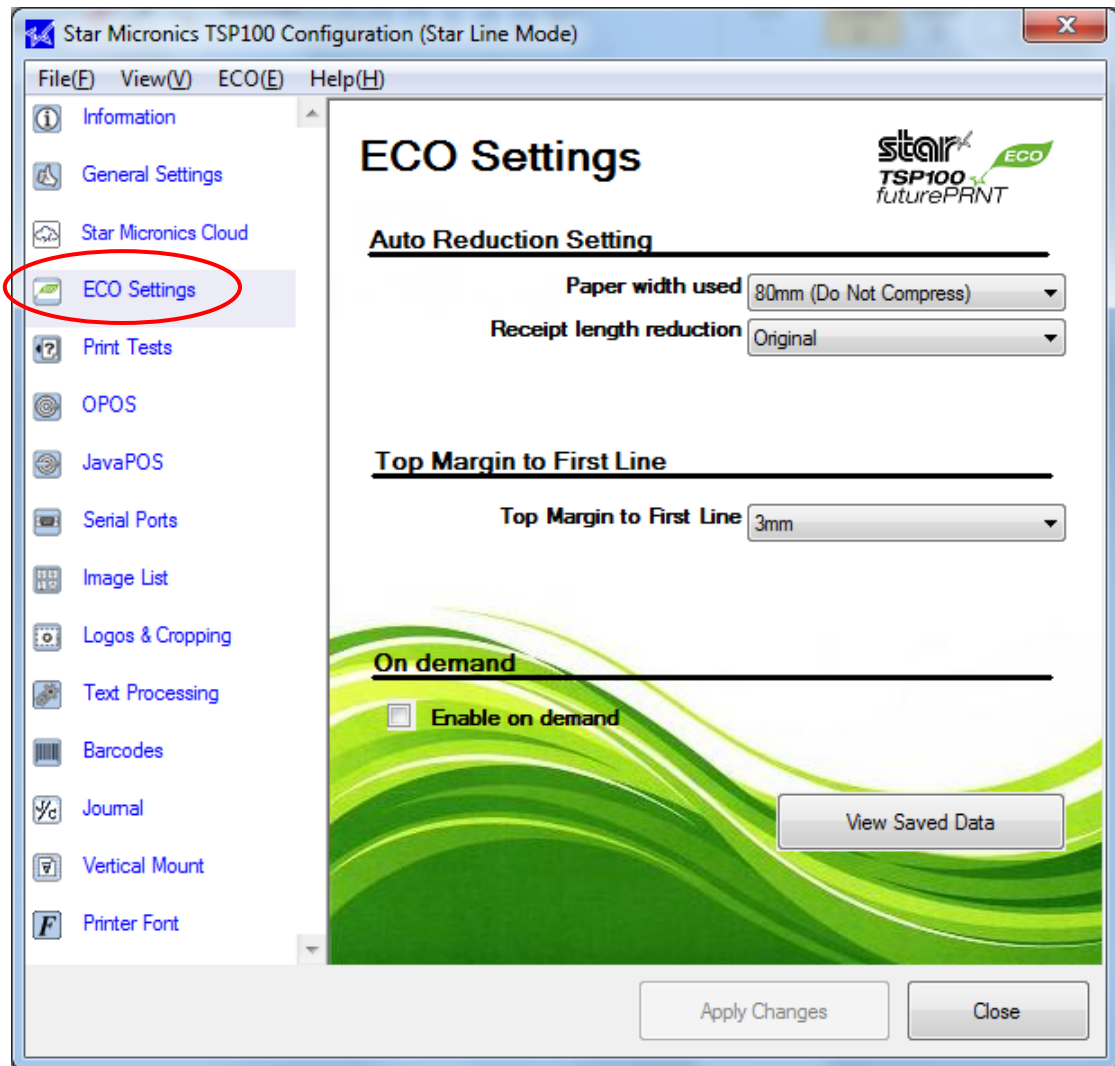 Star Micronics TSP100 Configuration (Star Line Mode)
File(F) View(V) ECO(E) Help(H)
Information
General Settings
Star Micronics Cloud
ECO Settings
Print Tests
OPOS
JavaPOS
Serial Ports
Image List
Logos & Cropping
Text Processing
Barcodes
Journal
Vertical Mount
Printer Font
ECO Settings
star ECO
TSP100
futurePRNT
Auto Reduction Setting
Paper width used 80mm (Do Not Compress)
Receipt length reduction Original
Top Margin to First Line
Top Margin to First Line 3mm
On demand
Enable on demand
View Saved Data
Apply Changes Close